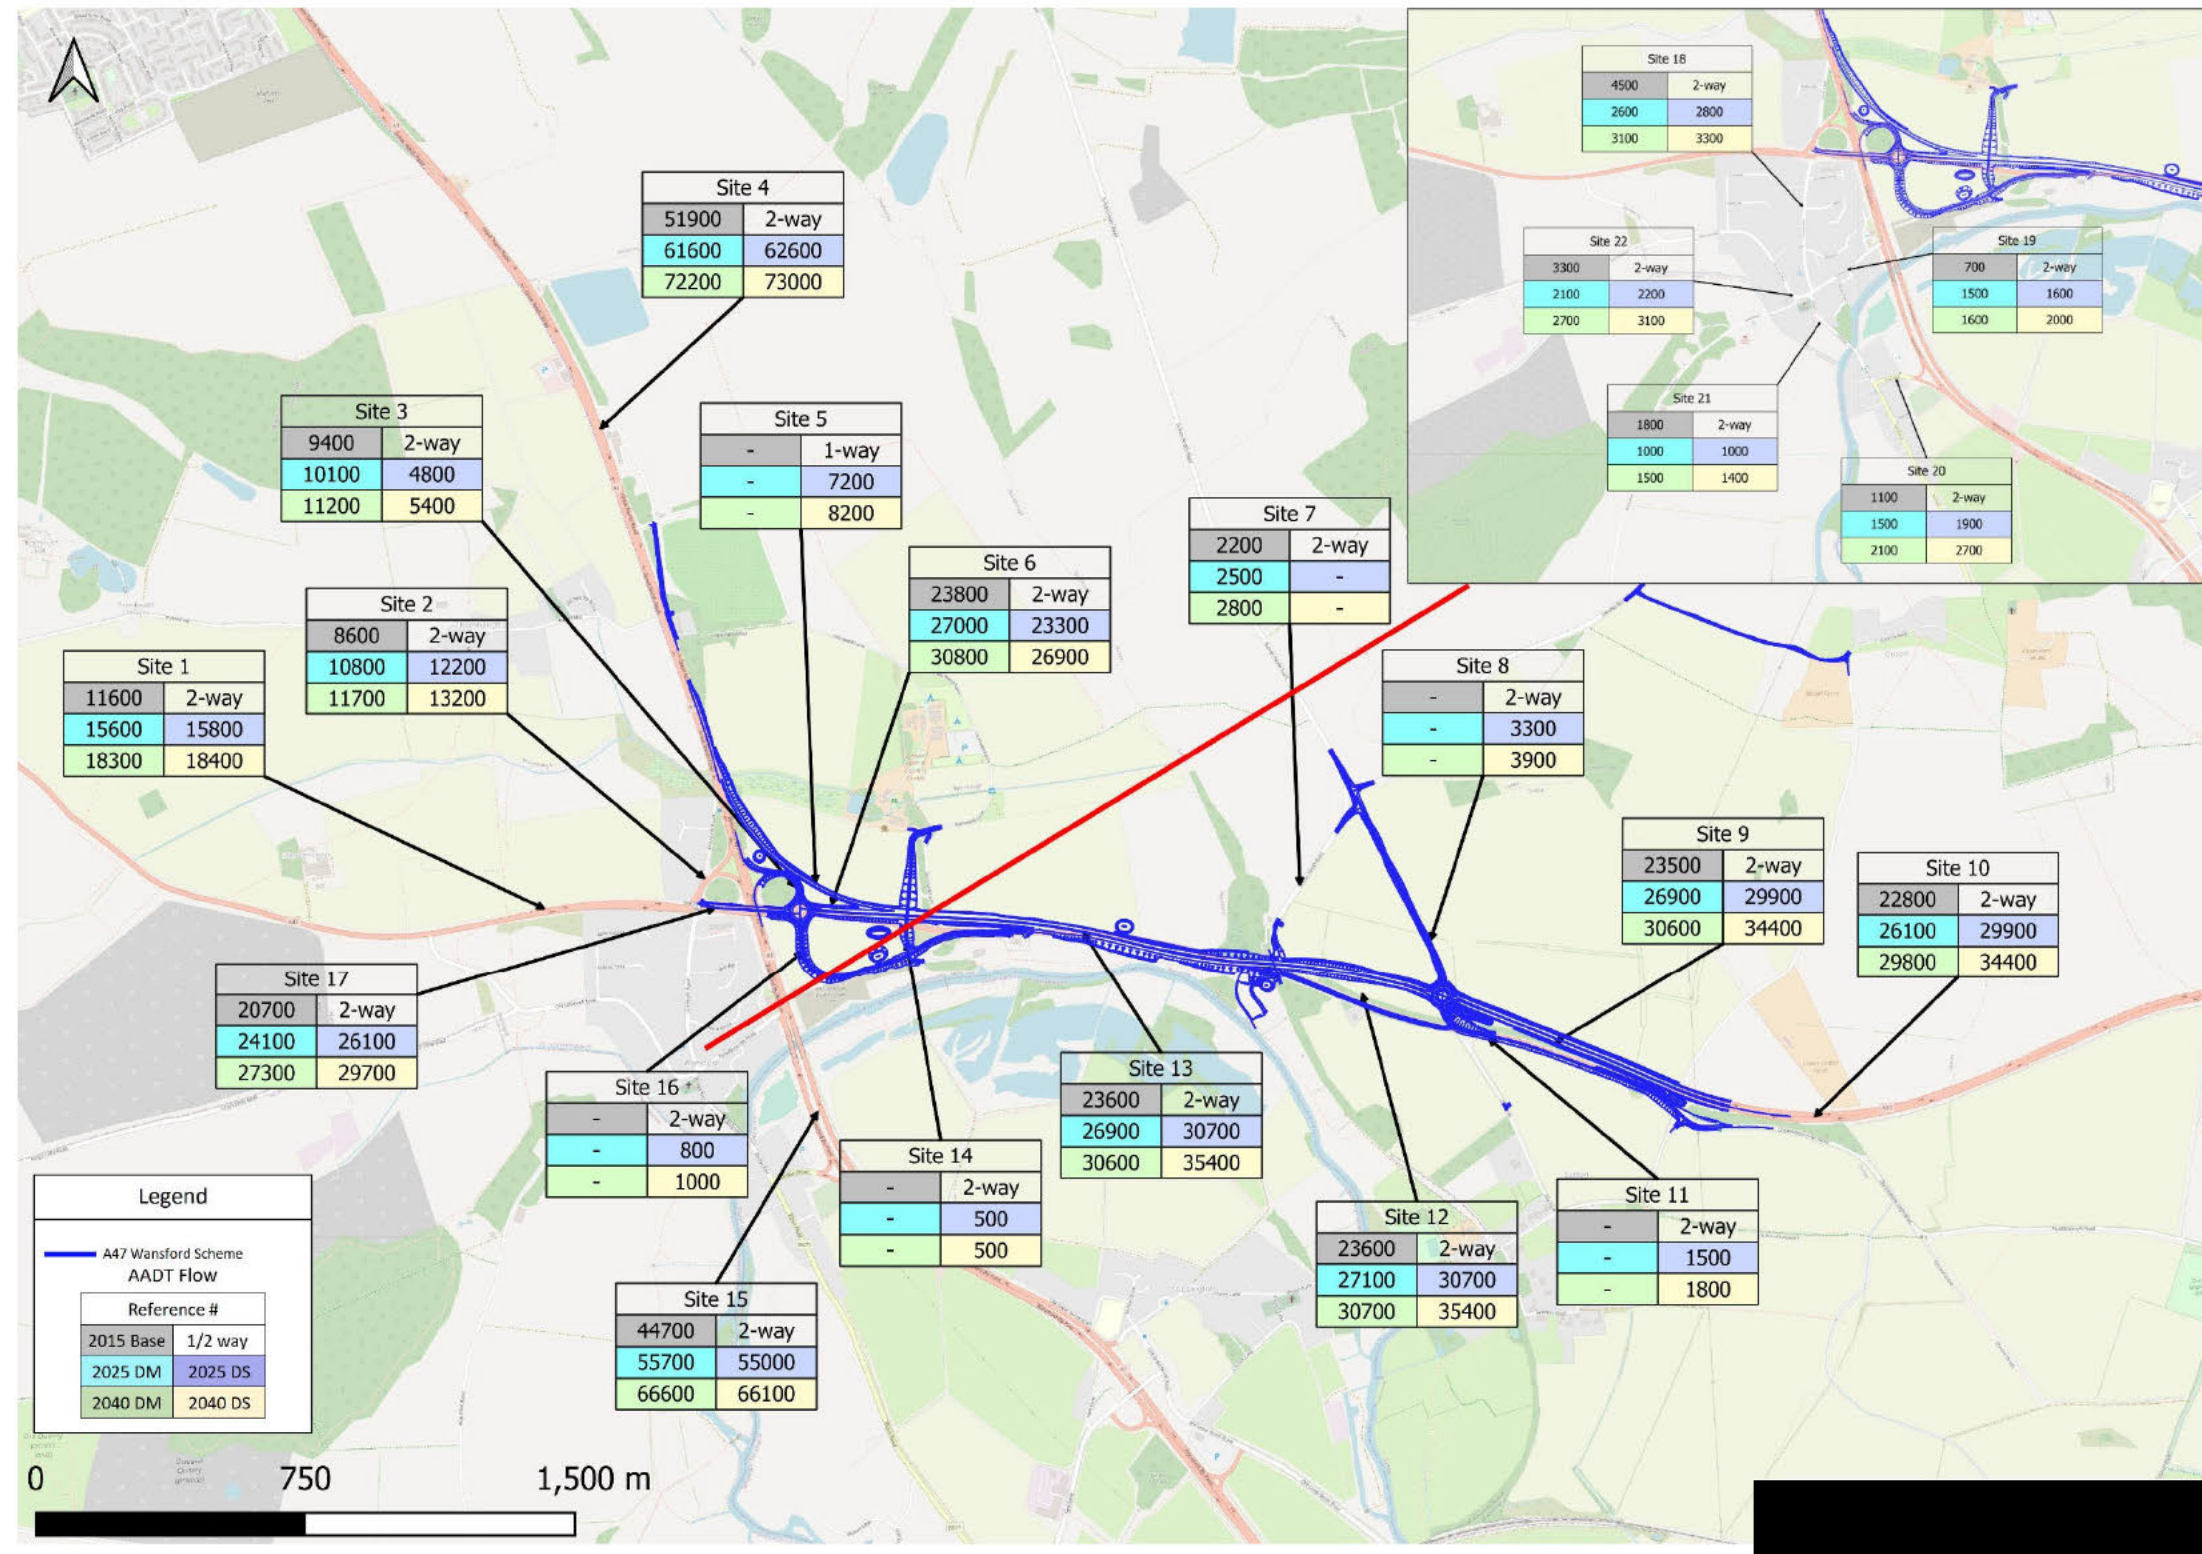 Site 18
4500 2-way
2600 2800
3100 3300
Site 22
3300 2-way
2100 2200
2700 3100
Site 19
700 2-way
1500 1600
1600 2000
Site 21
1800 2-way
1000 1000
1500 1400
Site 20
1100 2-way
1500 1900
2100 2700
Site 4
51900 2-way
61600 62600
72200 73000
Site 3
9400 2-way
10100 4800
11200 5400
Site 5
- 1-way
- 7200
- 8200
Site 7
2200 2-way
2500 -
2800 -
Site 6
23800 2-way
27000 23300
30800 26900
Site 2
8600 2-way
10800 12200
11700 13200
Site 1
11600 2-way
15600 15800
18300 18400
Site 8
- 2-way
- 3300
- 3900
Site 9
23500 2-way
26900 29900
30600 34400
Site 10
22800 2-way
26100 29900
29800 34400
Site 17
20700 2-way
24100 26100
27300 29700
Site 16
- 2-way
- 800
- 1000
Site 13
23600 2-way
26900 30700
30600 35400
Site 14
- 2-way
- 500
- 500
Site 12
23600 2-way
27100 30700
30700 35400
Site 11
- 2-way
- 1500
- 1800
Site 15
44700 2-way
55700 55000
66600 66100
Legend
A47 Wansford Scheme
AADT Flow
Reference #
2015 Base 1/2 way
2025 DM 2025 DS
2040 DM 2040 DS
0 750 1,500 m